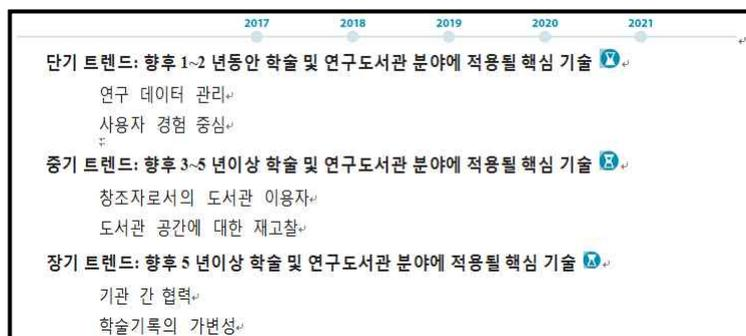 2017 2018 2019 2020 2021
단기 트렌드: 향후 1~2 년동안 학술 및 연구도서관 분야에 적용될 핵심 기술
연구 데이터 관리
사용자 경험 중심
중기 트렌드: 향후 3~5 년이상 학술 및 연구도서관 분야에 적용될 핵심 기술
창조자로서의 도서관 이용자
도서관 공간에 대한 재고찰
장기 트렌드: 향후 5 년이상 학술 및 연구도서관 분야에 적용될 핵심 기술
기관 간 협력
학술기록의 가변성